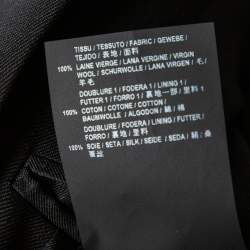 TISSU / TESSUTO / FABRIC / GEWEBE /
TEJIDO / 表地 / 面料
100% LAINE VIERGE / LANA VERGINE / VIRGIN
WOOL / SCHURWOLLE / LANA VIRGEN / 毛 /
羊毛
DOUBLURE 1 / FODERA 1 / LINING 1 /
FUTTER 1 / FORRO 1 / 裏地一部 / 里料 1
100% COTON / COTONE / COTTON /
BAUMWOLLE / ALGODON / 綿 / 棉
DOUBLURE / FODERA / LINING / FUTTER
/ FORRO / 裏地 / 里料
100% SOIE / SETA / SILK / SEIDE / SEDA / 絹 /
桑丝